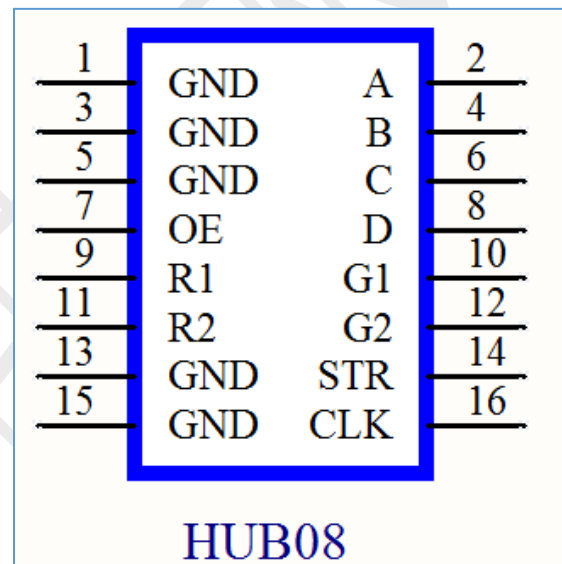 1 GND A 2
3 GND B 4
5 GND C 6
7 OE D 8
9 R1 G1 10
11 R2 G2 12
13 GND STR 14
15 GND CLK 16
HUB08